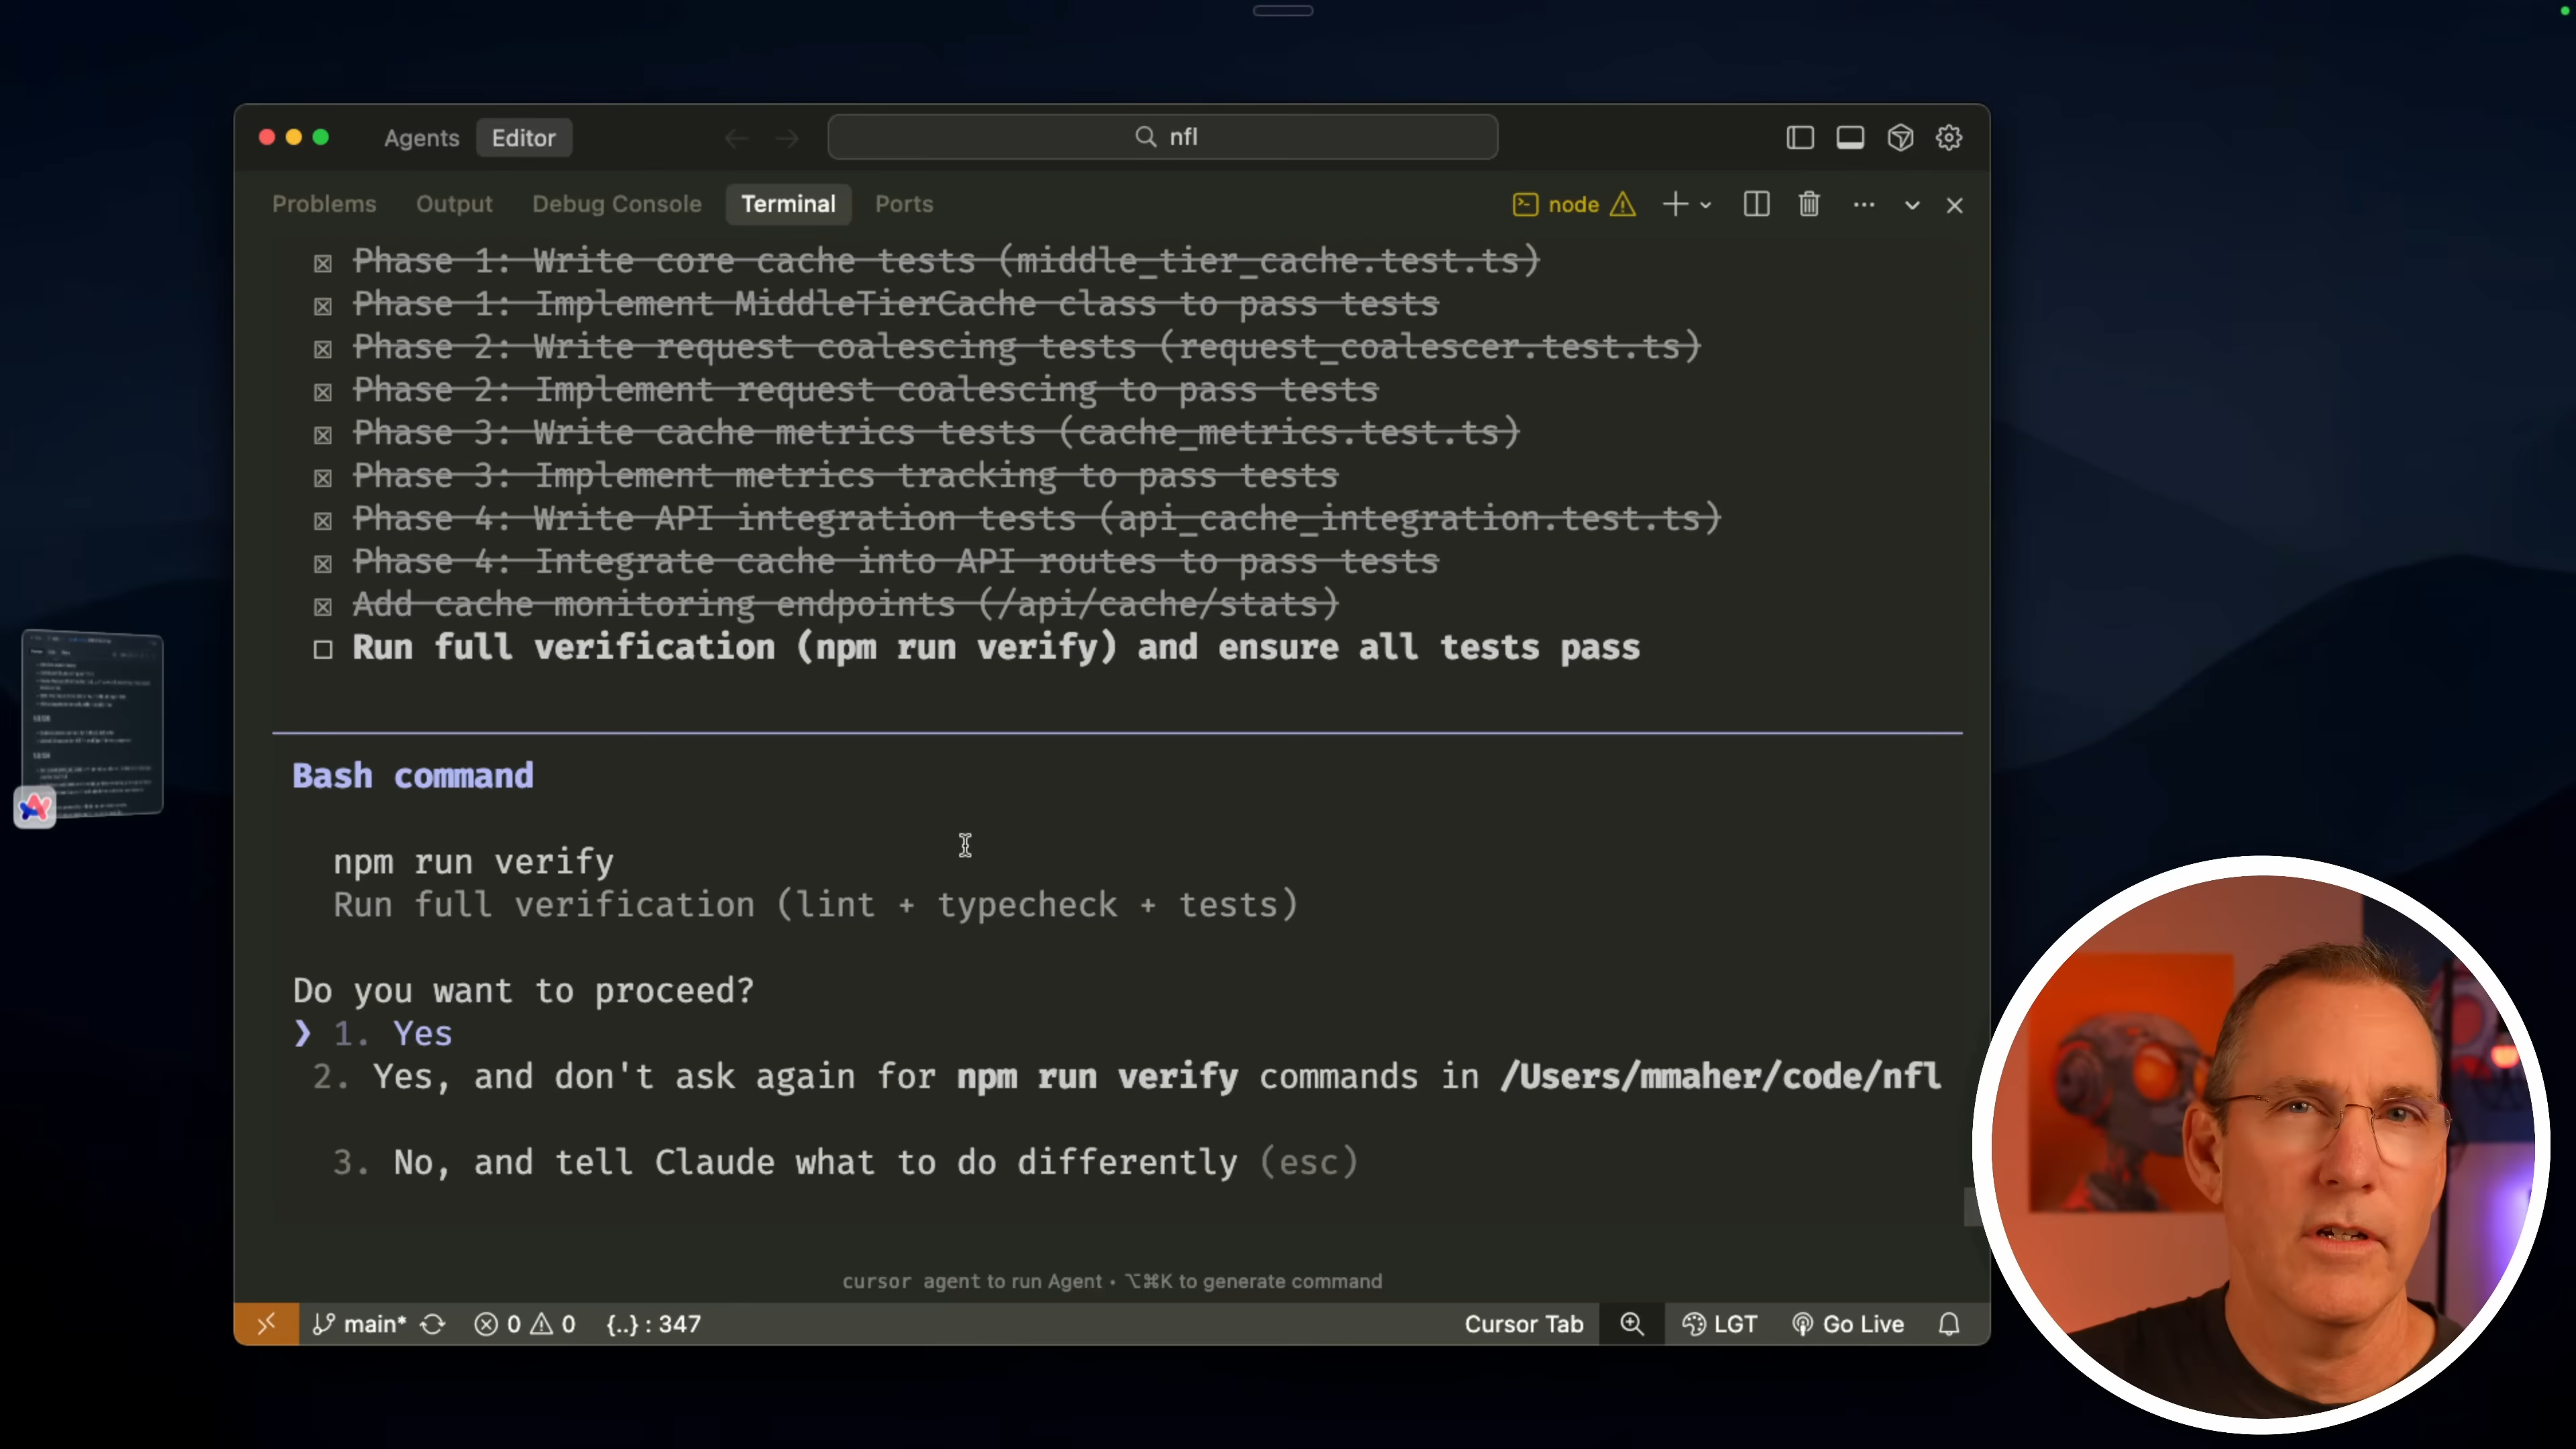 Agents Editor nfl
Problems Output Debug Console Terminal Ports node
☒ Phase 1: Write core cache tests (middle_tier_cache.test.ts)
☒ Phase 1: Implement MiddleTierCache class to pass tests
☒ Phase 2: Write request coalescing tests (request_coalescer.test.ts)
☒ Phase 2: Implement request coalescing to pass tests
☒ Phase 3: Write cache metrics tests (cache_metrics.test.ts)
☒ Phase 3: Implement metrics tracking to pass tests
☒ Phase 4: Write API integration tests (api_cache_integration.test.ts)
☒ Phase 4: Integrate cache into API routes to pass tests
☒ Add cache monitoring endpoints (/api/cache/stats)
☐ Run full verification (npm run verify) and ensure all tests pass
Bash command
npm run verify
Run full verification (lint + typecheck + tests)
Do you want to proceed?
❯ 1. Yes
2. Yes, and don't ask again for npm run verify commands in /Users/mmaher/code/nfl
3. No, and tell Claude what to do differently (esc)
cursor agent to run Agent • ⌥⌘K to generate command
main* 0 0 {..} : 347 Cursor Tab LGT Go Live